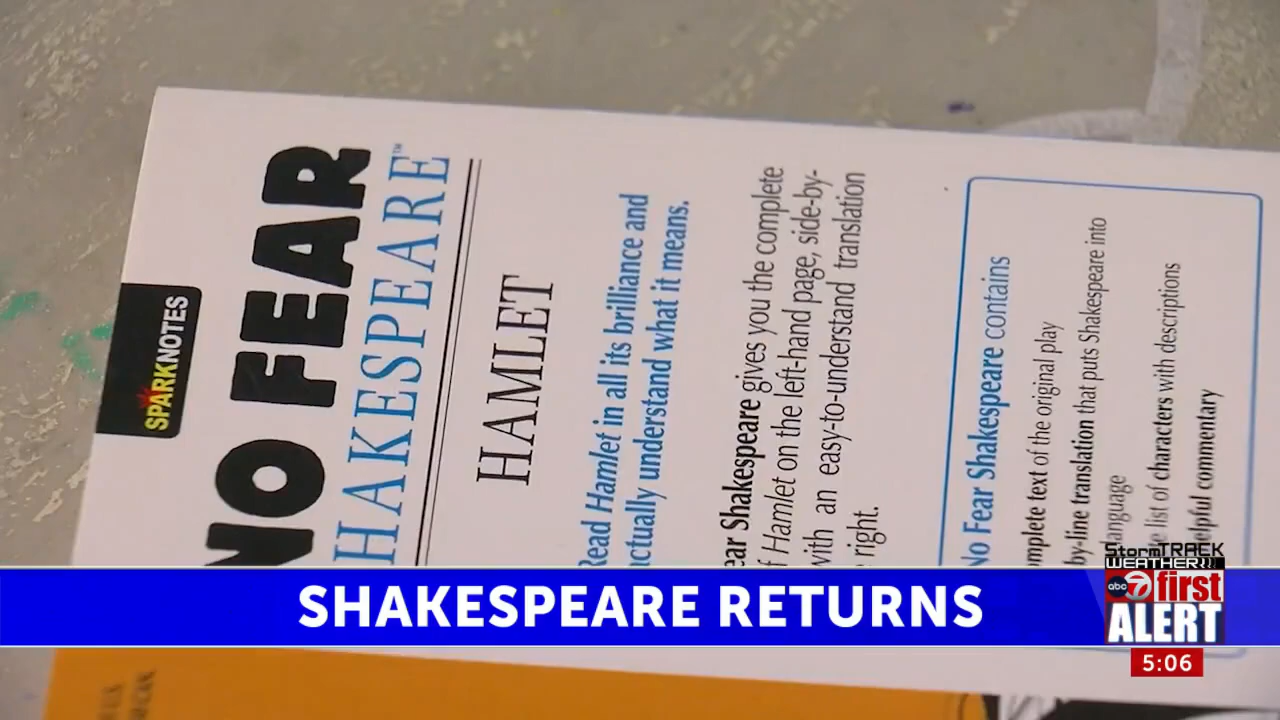 SPARKNOTES
NO FEAR
HAKESPEARE™
HAMLET
Read Hamlet in all its brilliance and
actually understand what it means.
ear Shakespeare gives you the complete
f Hamlet on the left-hand page, side-by-
with an easy-to-understand translation
right.
No Fear Shakespeare contains
omplete text of the original play
by-line translation that puts Shakespeare into
language
list of characters with descriptions
elpful commentary
SHAKESPEARE RETURNS
StormTRACK
WEATHER
abc 7 first
ALERT
5:06